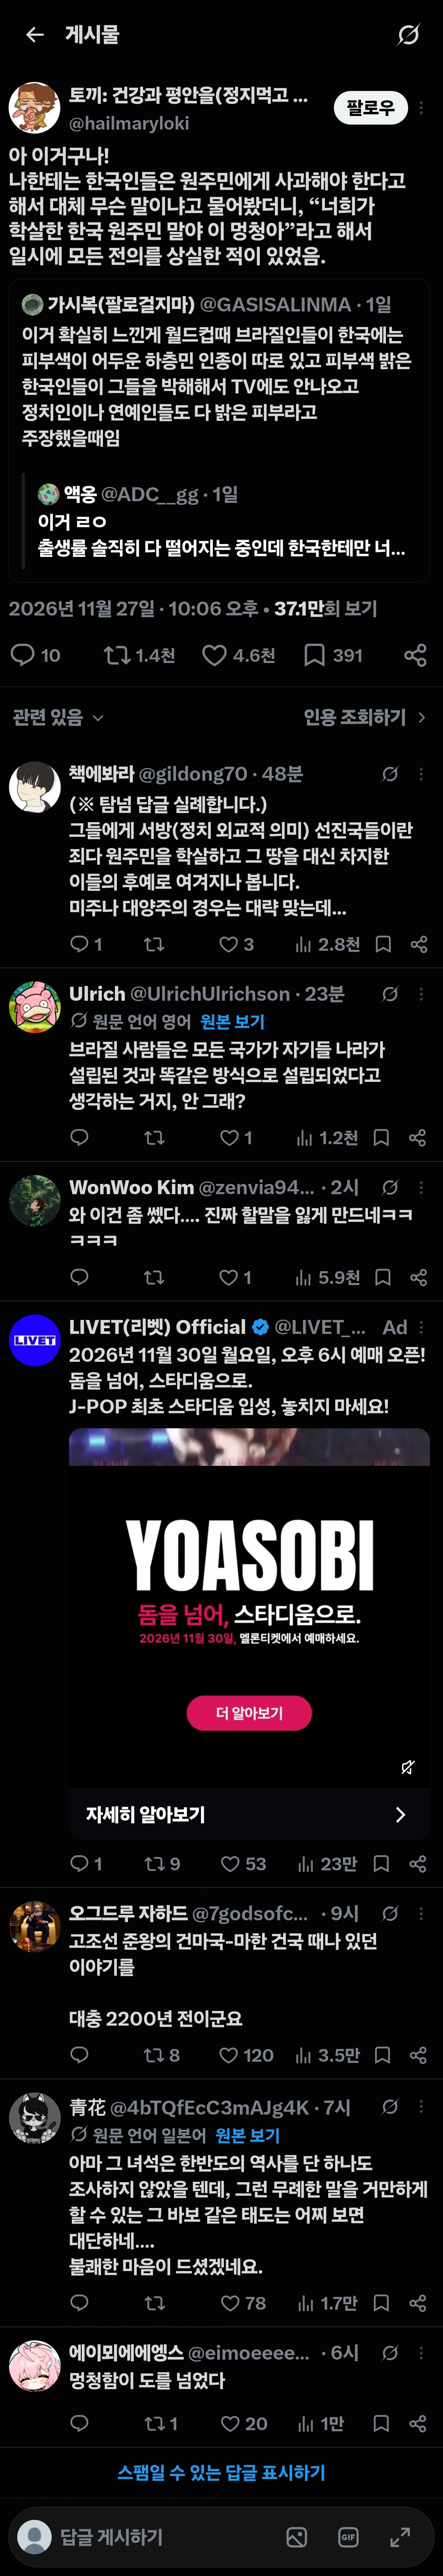 게시물
토끼: 건강과 평안을(정지먹고 ...
팔로우
@hailmaryloki
아 이거구나!
나한테는 한국인들은 원주민에게 사과해야 한다고
해서 대체 무슨 말이냐고 물어봤더니, “너희가
학살한 한국 원주민 말야 이 멍청아”라고 해서
일시에 모든 전의를 상실한 적이 있었음.
가시복(팔로걸지마) @GASISALINMA · 1일
이거 확실히 느낀게 월드컵때 브라질인들이 한국에는
피부색이 어두운 하층민 인종이 따로 있고 피부색 밝은
한국인들이 그들을 박해해서 TV에도 안나오고
정치인이나 연예인들도 다 밝은 피부라고
주장했을때임
액옹 @ADC__gg · 1일
이거 ㄹㅇ
출생률 솔직히 다 떨어지는 중인데 한국한테만 너...
2026년 11월 27일 · 10:06 오후 • 37.1만회 보기
10 1.4천 4.6천 391
관련 있음 인용 조회하기
책에봐라 @gildong70 · 48분
(※ 탐넘 답글 실례합니다.)
그들에게 서방(정치 외교적 의미) 선진국들이란
죄다 원주민을 학살하고 그 땅을 대신 차지한
이들의 후예로 여겨지나 봅니다.
미주나 대양주의 경우는 대략 맞는데...
1 3 2.8천
Ulrich @UlrichUlrichson · 23분
원문 언어 영어 원본 보기
브라질 사람들은 모든 국가가 자기들 나라가
설립된 것과 똑같은 방식으로 설립되었다고
생각하는 거지, 안 그래?
1 1.2천
WonWoo Kim @zenvia94... · 2시
와 이건 좀 쎘다.... 진짜 할말을 잃게 만드네ㅋㅋ
ㅋㅋㅋ
1 5.9천
LIVET(리벳) Official @LIVET_... Ad
LIVET
2026년 11월 30일 월요일, 오후 6시 예매 오픈!
돔을 넘어, 스타디움으로.
J-POP 최초 스타디움 입성, 놓치지 마세요!
YOASOBI
돔을 넘어, 스타디움으로.
2026년 11월 30일, 멜론티켓에서 예매하세요.
더 알아보기
자세히 알아보기
1 9 53 23만
오그드루 자하드 @7godsofc... · 9시
고조선 준왕의 건마국-마한 건국 때나 있던
이야기를
대충 2200년 전이군요
8 120 3.5만
青花 @4bTQfEcC3mAJg4K · 7시
원문 언어 일본어 원본 보기
아마 그 녀석은 한반도의 역사를 단 하나도
조사하지 않았을 텐데, 그런 무례한 말을 거만하게
할 수 있는 그 바보 같은 태도는 어찌 보면
대단하네....
불쾌한 마음이 드셨겠네요.
78 1.7만
에이뫼에에엥스 @eimoeeee... · 6시
멍청함이 도를 넘었다
1 20 1만
스팸일 수 있는 답글 표시하기
답글 게시하기
GIF